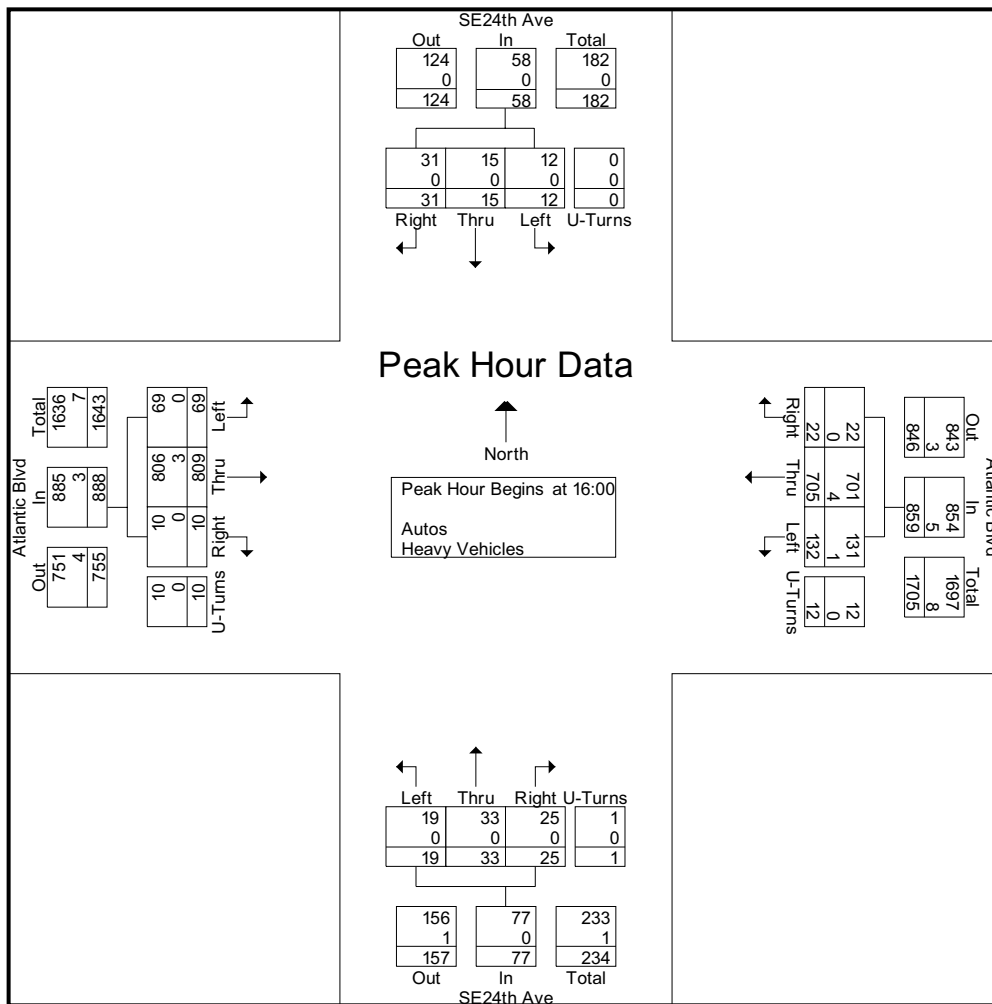 SE24th Ave
Out In Total
124 58 182
0 0 0
124 58 182
31 15 12 0
0 0 0 0
31 15 12 0
Right Thru Left U-Turns
Peak Hour Data
North
Peak Hour Begins at 16:00
Autos
Heavy Vehicles
Atlantic Blvd
Out In Total
751 885 1636
4 3 7
755 888 1643
U-Turns Right Thru Left
10 10 806 69
0 0 3 0
10 10 809 69
Atlantic Blvd
Out In Total
843 854 1697
3 5 8
846 859 1705
Right Thru Left U-Turns
22 701 131 12
0 4 1 0
22 705 132 12
Left Thru Right U-Turns
19 33 25 1
0 0 0 0
19 33 25 1
156 77 233
1 0 1
157 77 234
Out In Total
SE24th Ave